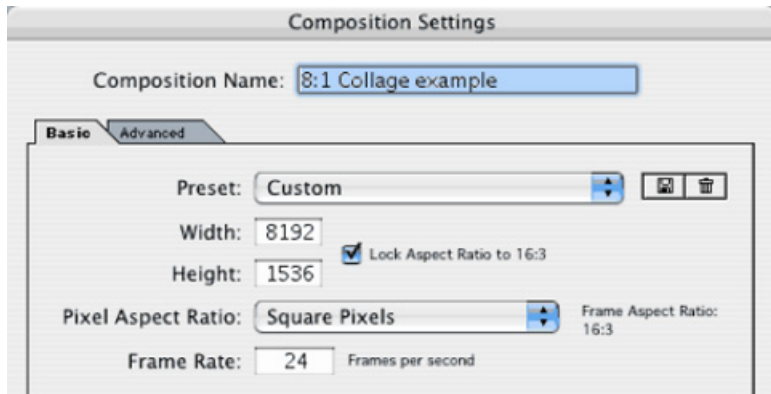 Composition Settings
Composition Name: 8:1 Collage example
Basic Advanced
Preset: Custom
Width: 8192
Lock Aspect Ratio to 16:3
Height: 1536
Pixel Aspect Ratio: Square Pixels Frame Aspect Ratio:
16:3
Frame Rate: 24 Frames per second